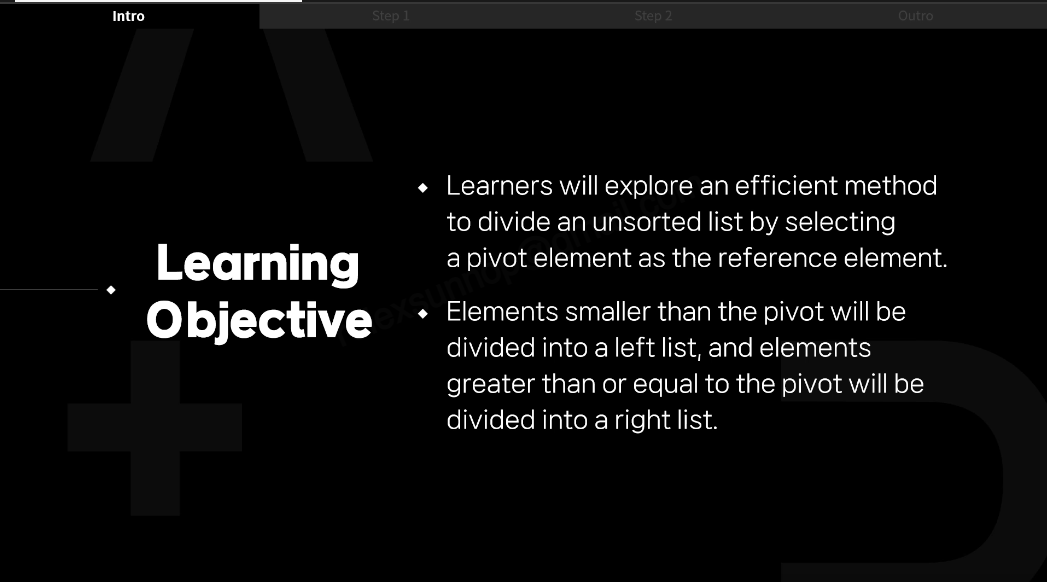 Intro
Step 1
Step 2
Outro
Learning
Objective
Learners will explore an efficient method
to divide an unsorted list by selecting
a pivot element as the reference element.
Elements smaller than the pivot will be
divided into a left list, and elements
greater than or equal to the pivot will be
divided into a right list.